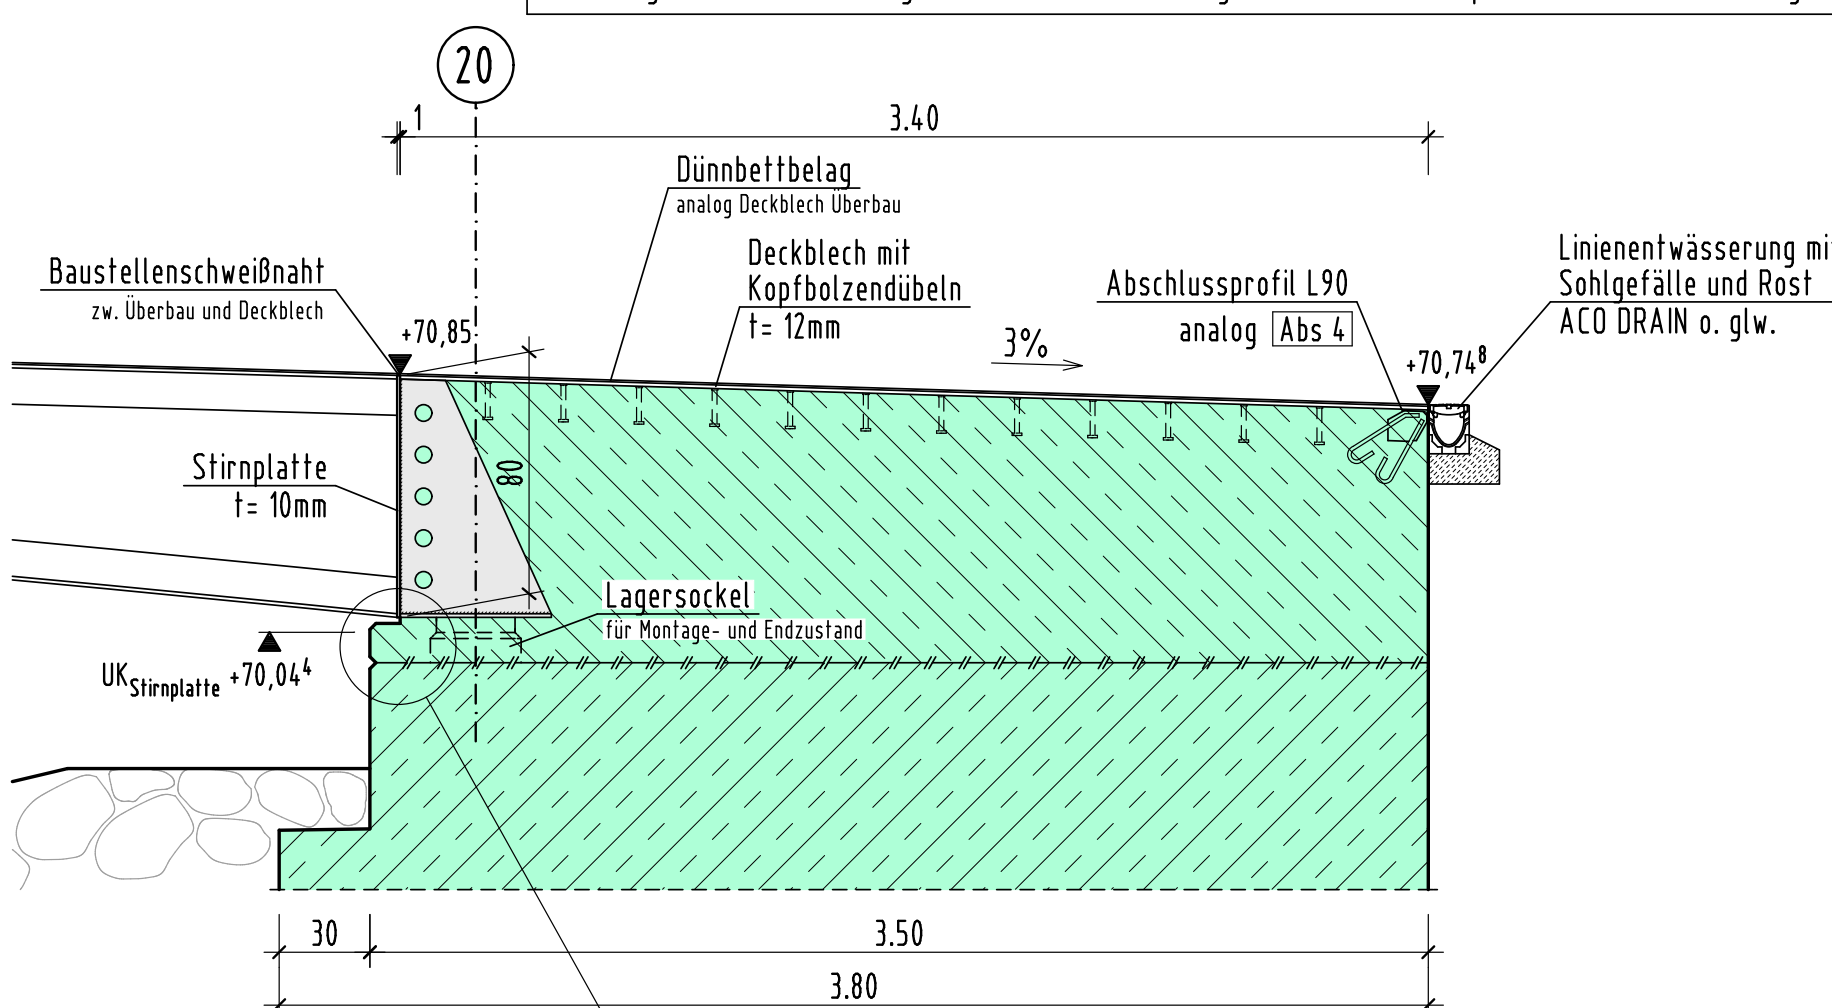 20
1
3.40
Dünnbettbelag
analog Deckblech Überbau
Deckblech mit
Kopfbolzendübeln
t= 12mm
Linienentwässerung
Sohlgefälle und Rost
ACO DRAIN o. glw.
Baustellenschweißnaht
zw. Überbau und Deckblech
Abschlussprofil L90
analog Abs 4
+70,85
3%
+70,74⁸
Stirnplatte
t= 10mm
80
Lagersockel
für Montage- und Endzustand
UK Stirnplatte +70,04⁴
30
3.50
3.80